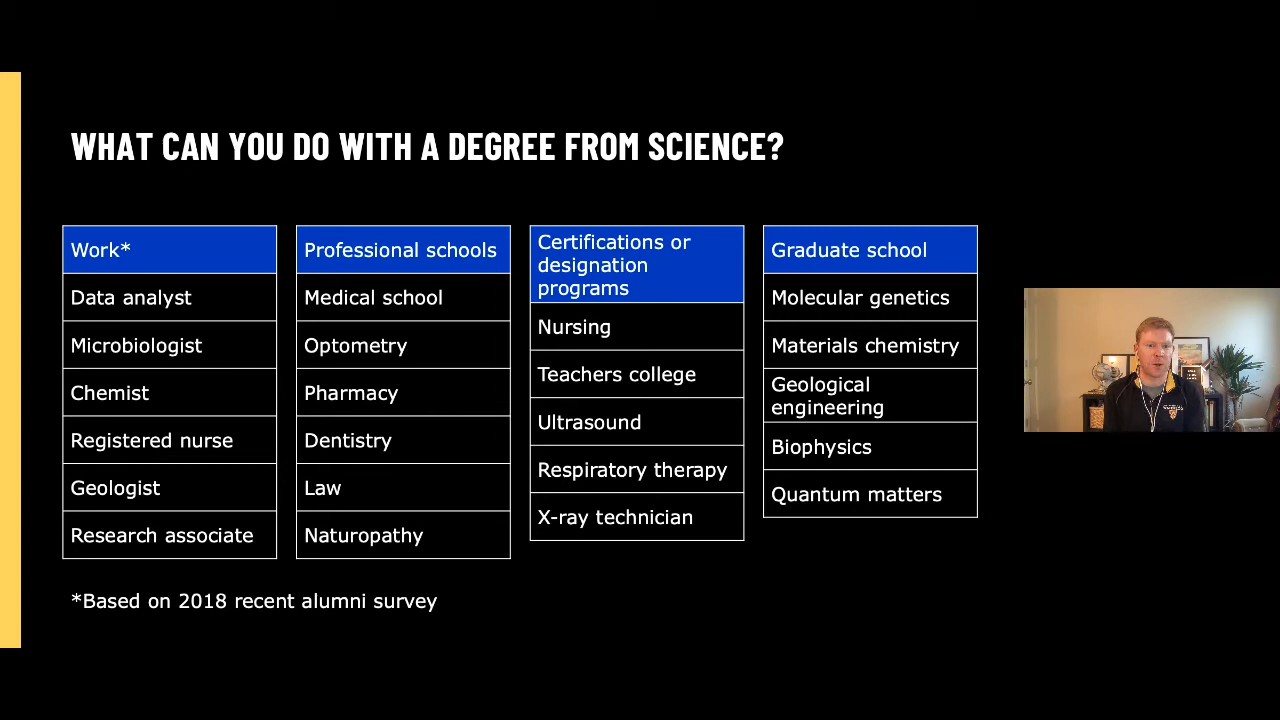 WHAT CAN YOU DO WITH A DEGREE FROM SCIENCE?
Work*
Data analyst
Microbiologist
Chemist
Registered nurse
Geologist
Research associate
Professional schools
Medical school
Optometry
Pharmacy
Dentistry
Law
Naturopathy
Certifications or
designation
programs
Nursing
Teachers college
Ultrasound
Respiratory therapy
X-ray technician
Graduate school
Molecular genetics
Materials chemistry
Geological
engineering
Biophysics
Quantum matters
*Based on 2018 recent alumni survey